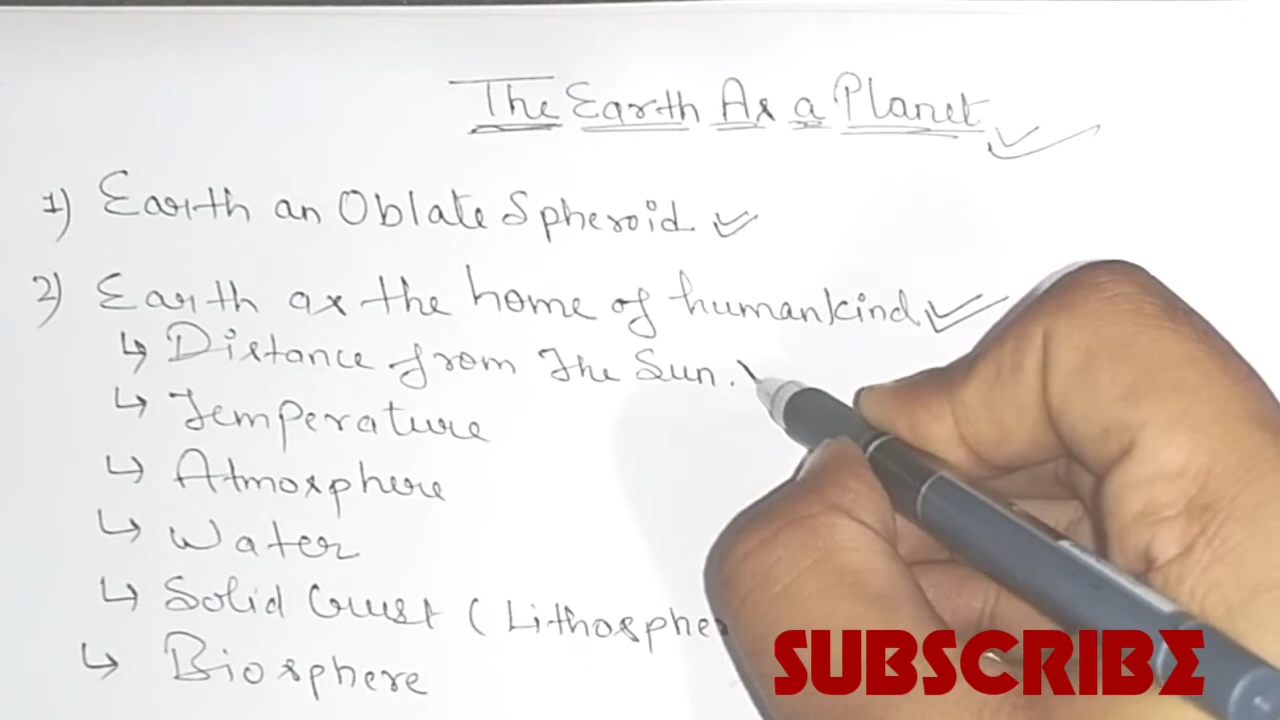 The Earth As a Planet
1) Earth an Oblate Spheroid
2) Earth as the home of humankind
↳ Distance from the Sun.
↳ Temperature
↳ Atmosphere
↳ Water
↳ Solid Crust (Lithosphe
↳ Biosphere
SUBSCRIBE